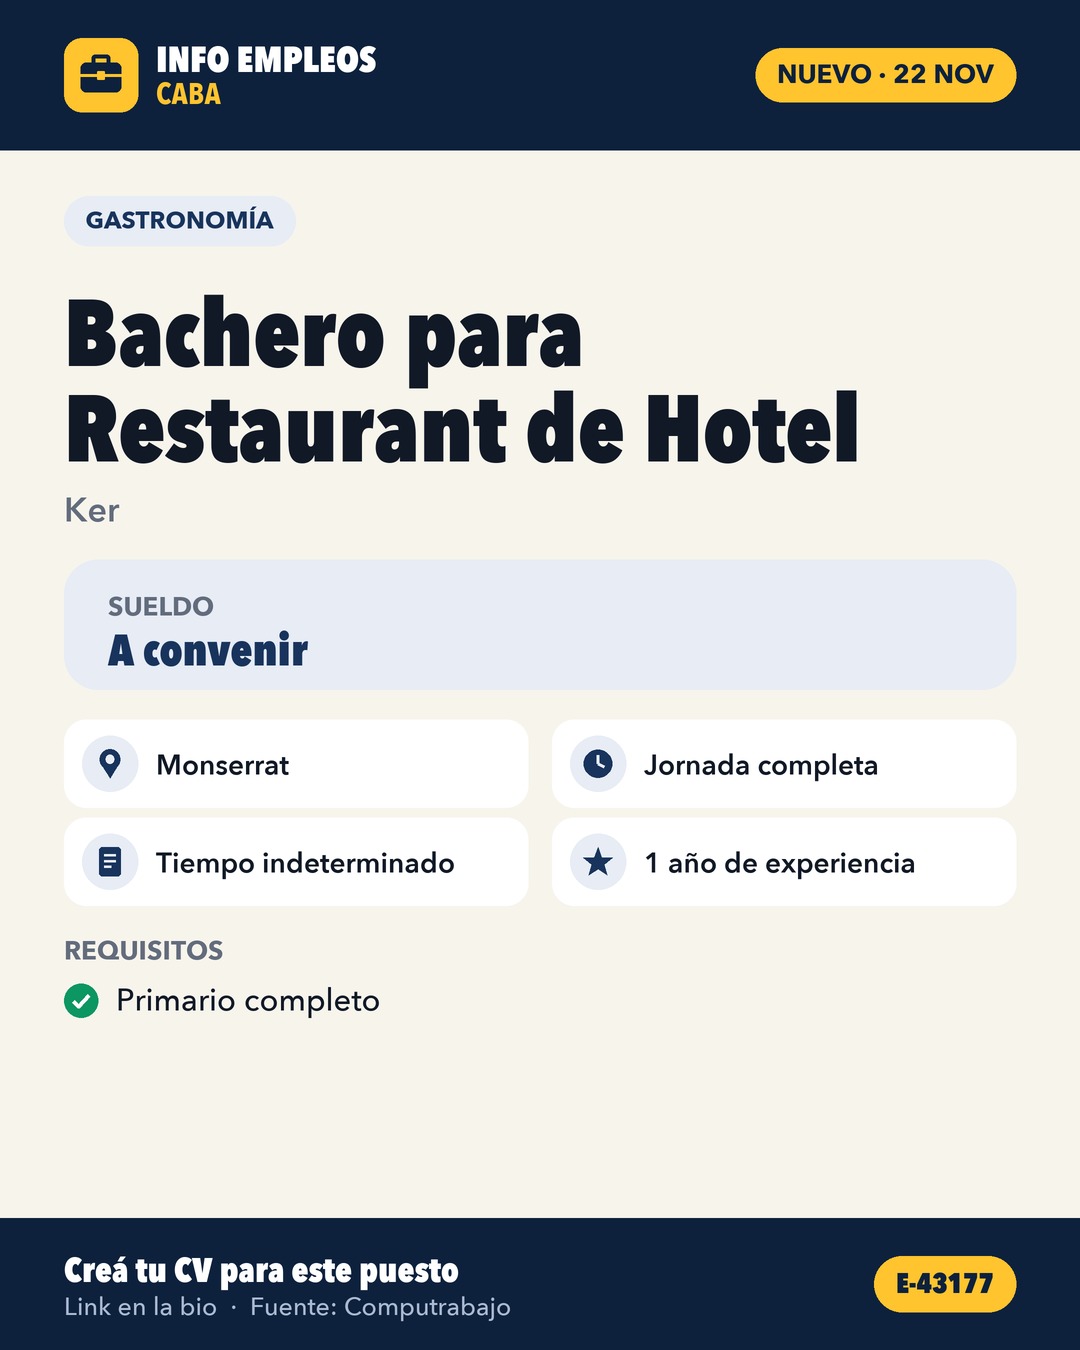 INFO EMPLEOS
CABA
NUEVO · 22 NOV
GASTRONOMÍA
Bachero para
Restaurant de Hotel
Ker
SUELDO
A convenir
Monserrat
Jornada completa
Tiempo indeterminado
1 año de experiencia
REQUISITOS
Primario completo
Creá tu CV para este puesto
Link en la bio · Fuente: Computrabajo
E-43177